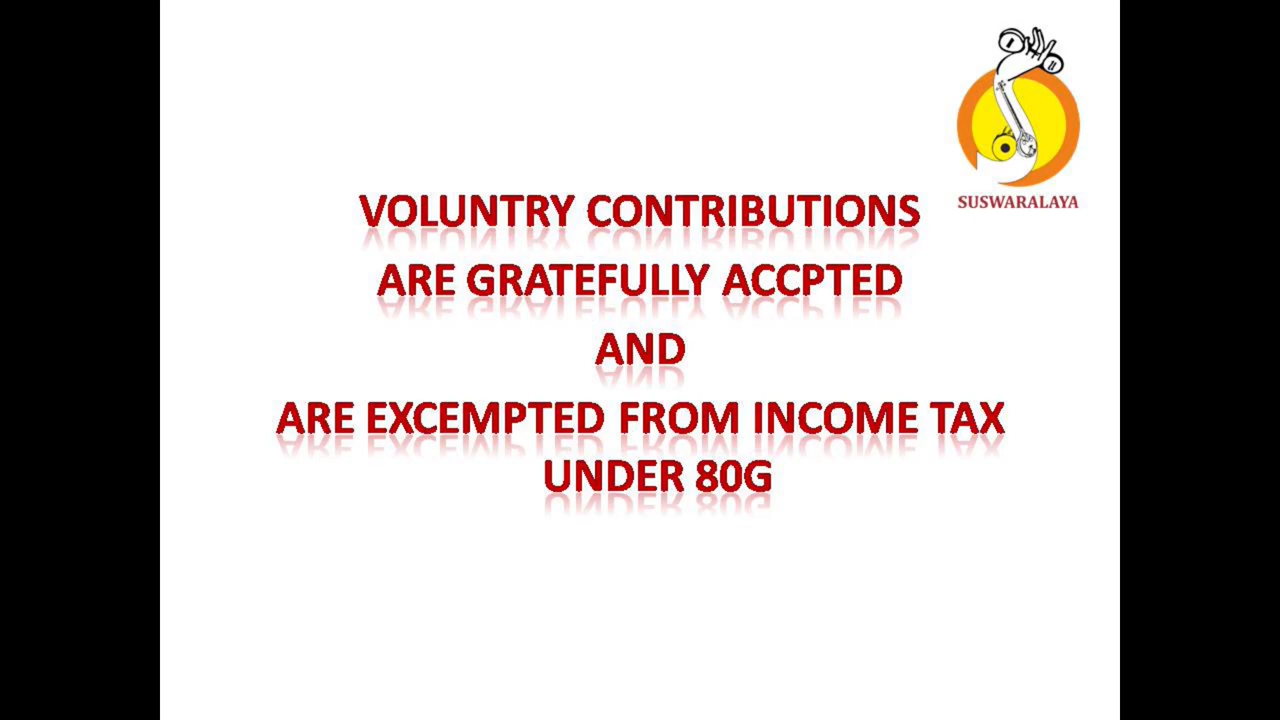 SUSWARALAYA
VOLUNTRY CONTRIBUTIONS
ARE GRATEFULLY ACCPTED
AND
ARE EXCEMPTED FROM INCOME TAX
UNDER 80G